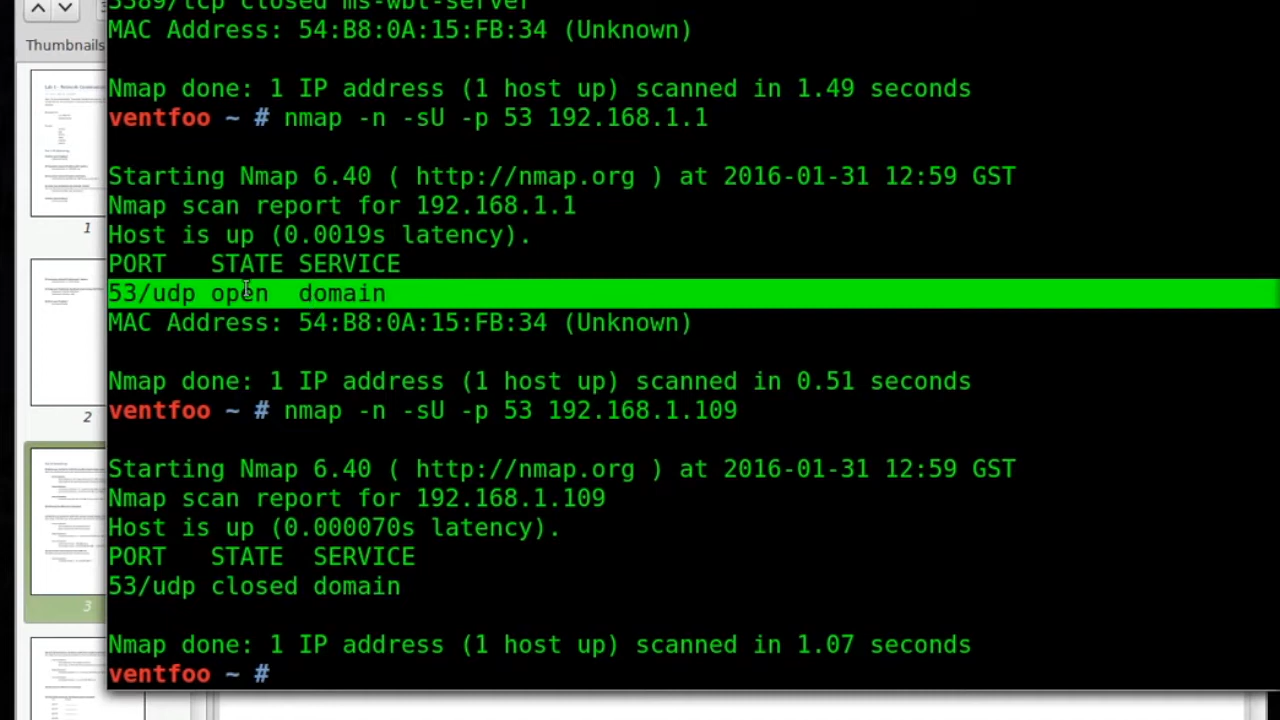 3389/tcp closed ms-wbt-server
Thumbnails
MAC Address: 54:B8:0A:15:FB:34 (Unknown)
Nmap done: 1 IP address (1 host up) scanned in 1.49 seconds
ventfoo ~ # nmap -n -sU -p 53 192.168.1.1
Starting Nmap 6.40 ( http://nmap.org ) at 2016-01-31 12:59 GST
Nmap scan report for 192.168.1.1
Host is up (0.0019s latency).
PORT   STATE SERVICE
53/udp open  domain
MAC Address: 54:B8:0A:15:FB:34 (Unknown)
Nmap done: 1 IP address (1 host up) scanned in 0.51 seconds
ventfoo ~ # nmap -n -sU -p 53 192.168.1.109
Starting Nmap 6.40 ( http://nmap.org ) at 2016-01-31 12:59 GST
Nmap scan report for 192.168.1.109
Host is up (0.000070s latency).
PORT   STATE  SERVICE
53/udp closed domain
Nmap done: 1 IP address (1 host up) scanned in 1.07 seconds
ventfoo ~ #
1
2
3